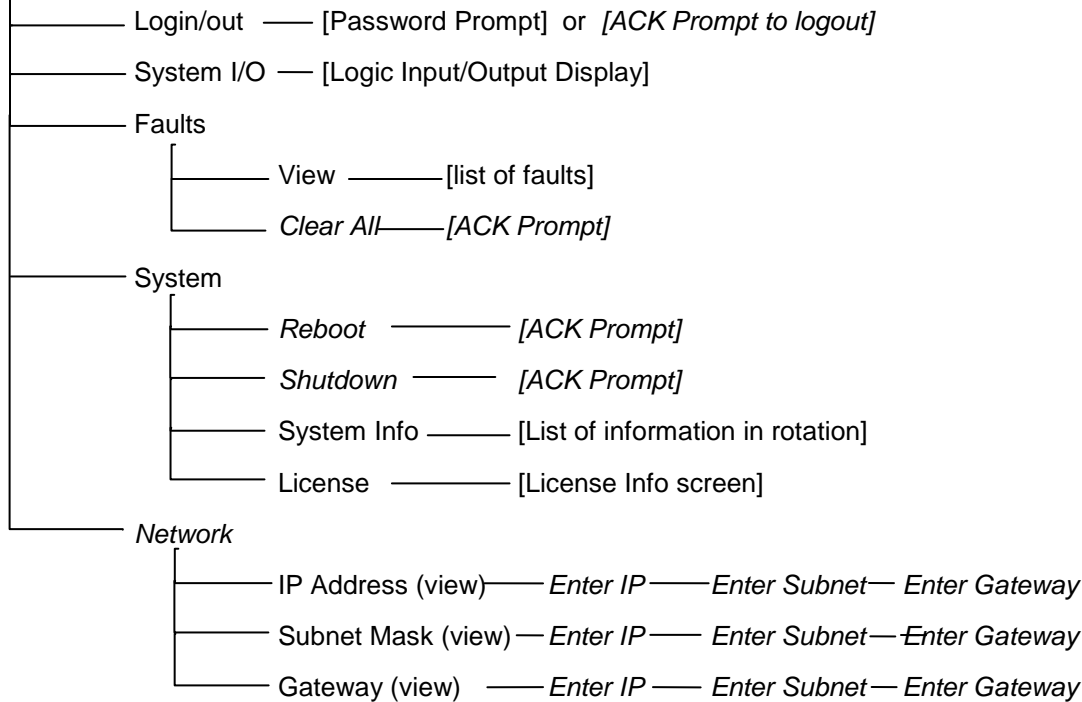 Login/out [Password Prompt] or [ACK Prompt to logout]
System I/O [Logic Input/Output Display]
Faults
View [list of faults]
Clear All [ACK Prompt]
System
Reboot [ACK Prompt]
Shutdown [ACK Prompt]
System Info [List of information in rotation]
License [License Info screen]
Network
IP Address (view) Enter IP Enter Subnet Enter Gateway
Subnet Mask (view) Enter IP Enter Subnet Enter Gateway
Gateway (view) Enter IP Enter Subnet Enter Gateway